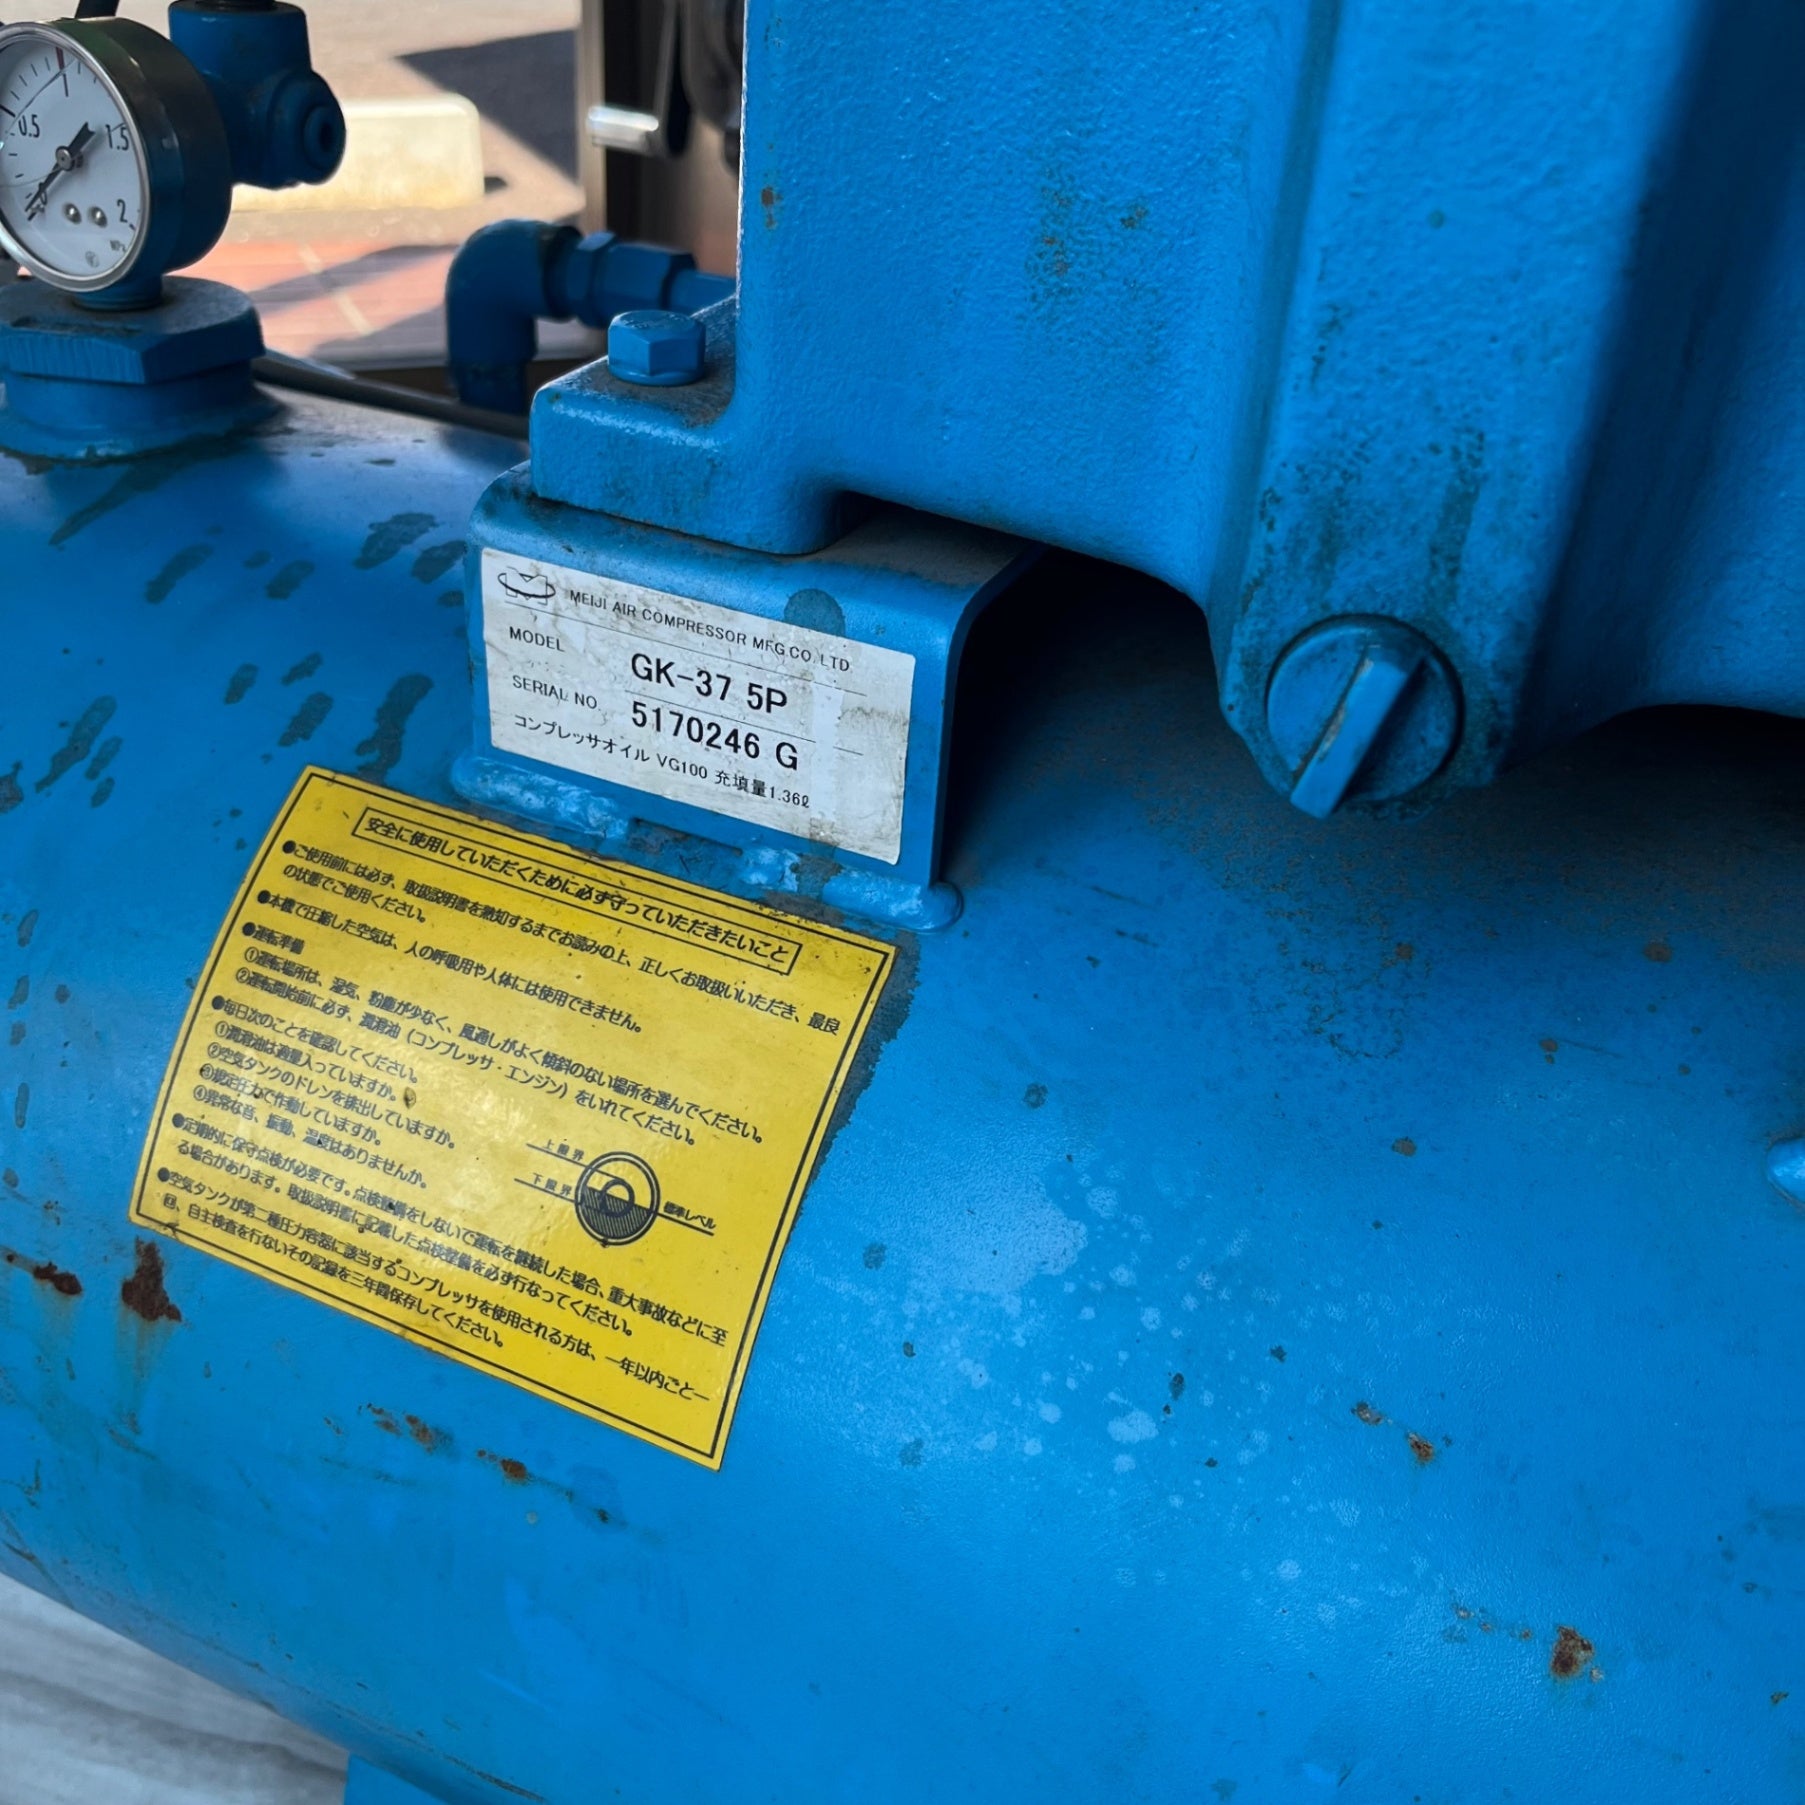 0.5
1
1.5
0
2
MPa
MEIJI AIR COMPRESSOR MFG.CO.,LTD.
MODEL GK-37 5P
SERIAL NO. 5170246 G
コンプレッサオイル VG100 充填量1.36ℓ
安全に使用していただくために必ず守っていただきたいこと
●ご使用前には必ず、取扱説明書を熟知するまでお読みの上、正しくお取扱いいただき、最良
の状態でご使用ください。
●本機で圧縮した空気は、人の呼吸用や人体には使用できません。
●運転準備
①運転場所は、湿気、粉塵が少なく、風通しがよく傾斜のない場所を選んでください。
②運転開始前に必ず、潤滑油（コンプレッサ・エンジン）をいれてください。
●毎日次のことを確認してください。
①潤滑油は適量入っていますか。
②空気タンクのドレンを排出していますか。
③規定圧力で作動していますか。
④異常な音、振動、温度はありませんか。
上限界
下限界
標準レベル
●定期的に保守点検が必要です。点検整備をしないで運転を継続した場合、重大事故などに至
る場合があります。取扱説明書に記載した点検整備を必ず行なってください。
●空気タンクが第二種圧力容器に該当するコンプレッサを使用される方は、一年以内ごと一
回、自主検査を行ないその記録を三年間保存してください。